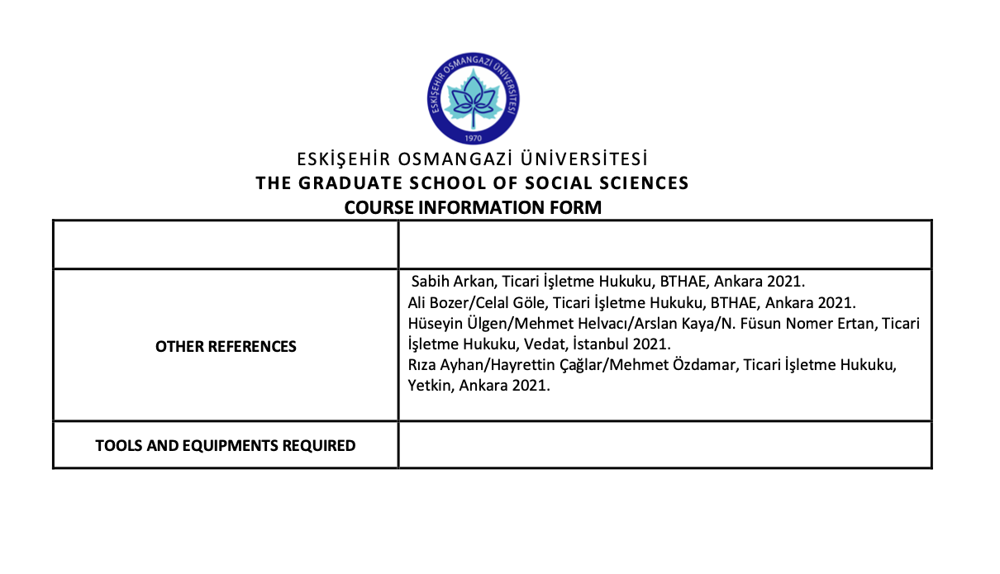 ESKİŞEHİR OSMANGAZİ ÜNİVERSİTESİ
1970
ESKİŞEHİR OSMANGAZİ ÜNİVERSİTESİ
THE GRADUATE SCHOOL OF SOCIAL SCIENCES
COURSE INFORMATION FORM
OTHER REFERENCES
Sabih Arkan, Ticari İşletme Hukuku, BTHAE, Ankara 2021.
Ali Bozer/Celal Göle, Ticari İşletme Hukuku, BTHAE, Ankara 2021.
Hüseyin Ülgen/Mehmet Helvacı/Arslan Kaya/N. Füsun Nomer Ertan, Ticari
İşletme Hukuku, Vedat, İstanbul 2021.
Rıza Ayhan/Hayrettin Çağlar/Mehmet Özdamar, Ticari İşletme Hukuku,
Yetkin, Ankara 2021.
TOOLS AND EQUIPMENTS REQUIRED